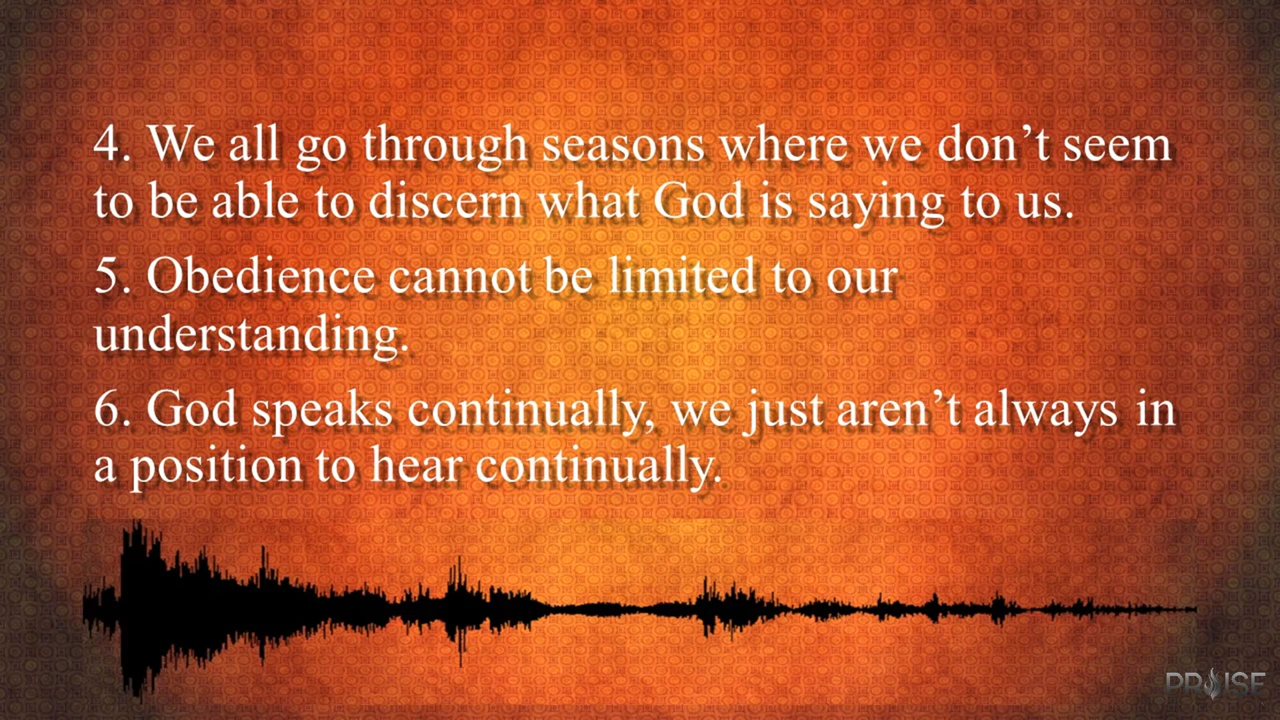 4. We all go through seasons where we don’t seem
to be able to discern what God is saying to us.
5. Obedience cannot be limited to our
understanding.
6. God speaks continually, we just aren’t always in
a position to hear continually.
PRAISE